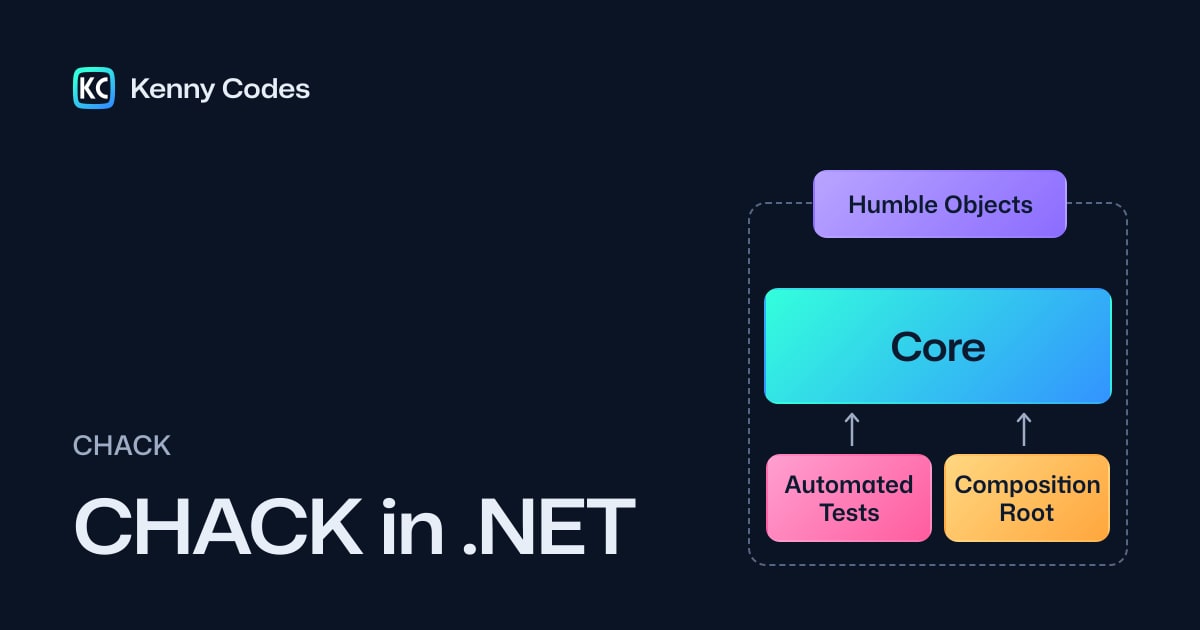 KC
Kenny Codes
CHACK
CHACK in .NET
Humble Objects
Core
Automated
Tests
Composition
Root